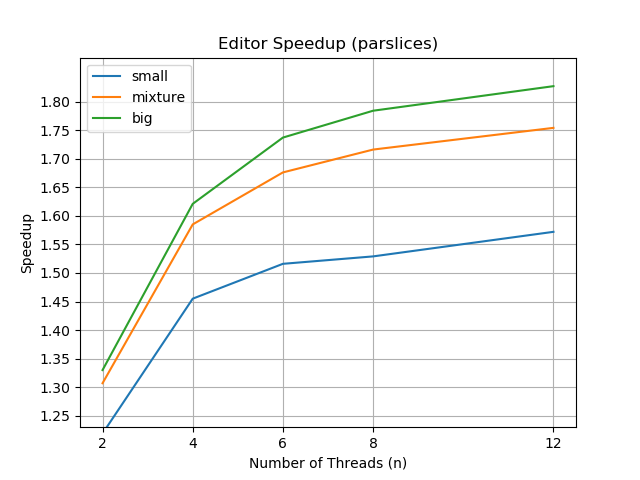 Editor Speedup (parslices)
small
mixture
big
Speedup
1.80
1.75
1.70
1.65
1.60
1.55
1.50
1.45
1.40
1.35
1.30
1.25
2 4 6 8 12
Number of Threads (n)